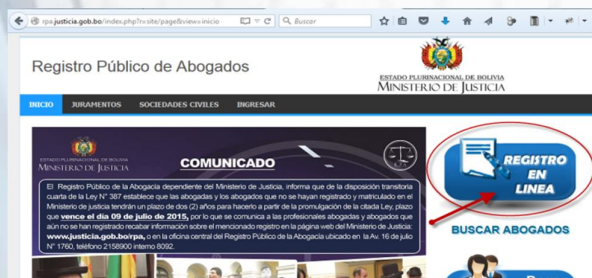 rpa.justicia.gob.bo/index.php?r=site/page&view=inicio
Buscar
Registro Público de Abogados
ESTADO PLURINACIONAL DE BOLIVIA
MINISTERIO DE JUSTICIA
INICIO JURAMENTOS SOCIEDADES CIVILES INGRESAR
ESTADO PLURINACIONAL DE BOLIVIA
MINISTERIO DE JUSTICIA
COMUNICADO
El Registro Público de la Abogacía dependiente del Ministerio de Justicia, informa que de la disposición transitoria
cuarta de la Ley N° 387 establece que las abogadas y los abogados que no se hayan registrado y matriculado en el
Ministerio de justicia tendrán un plazo de dos (2) años para hacerlo a partir de la promulgación de la citada Ley, plazo
que vence el día 09 de julio de 2015, por lo que se comunica a las profesionales abogadas y abogados que
aún no se han registrado recabar información sobre el mencionado registro en la página web del Ministerio de Justicia:
www.justicia.gob.bo/rpa, o en la oficina central del Registro Público de la Abogacía ubicado en la Av. 16 de julio
N° 1760, teléfono 2158900 interno 8092.
REGISTRO
EN
LINEA
BUSCAR ABOGADOS